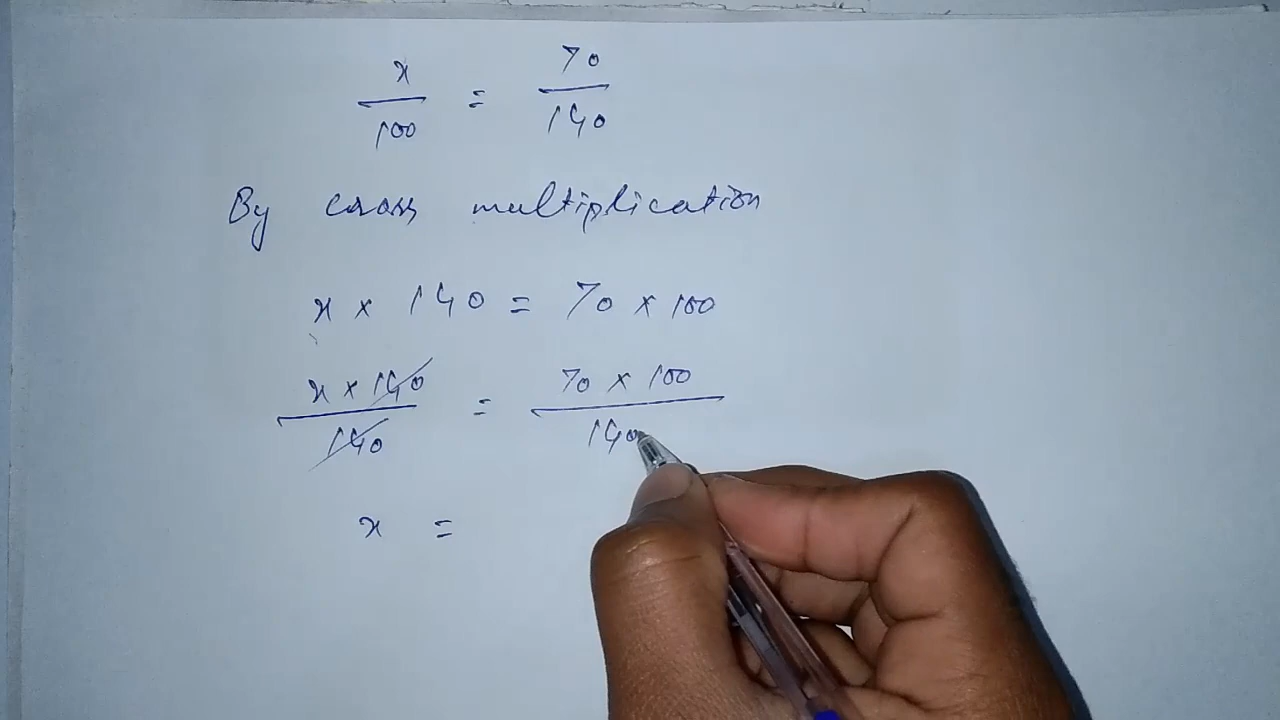 x/100 = 70/140
By cross multiplication
x × 140 = 70 × 100
x × 140/140 = 70 × 100/140
x =